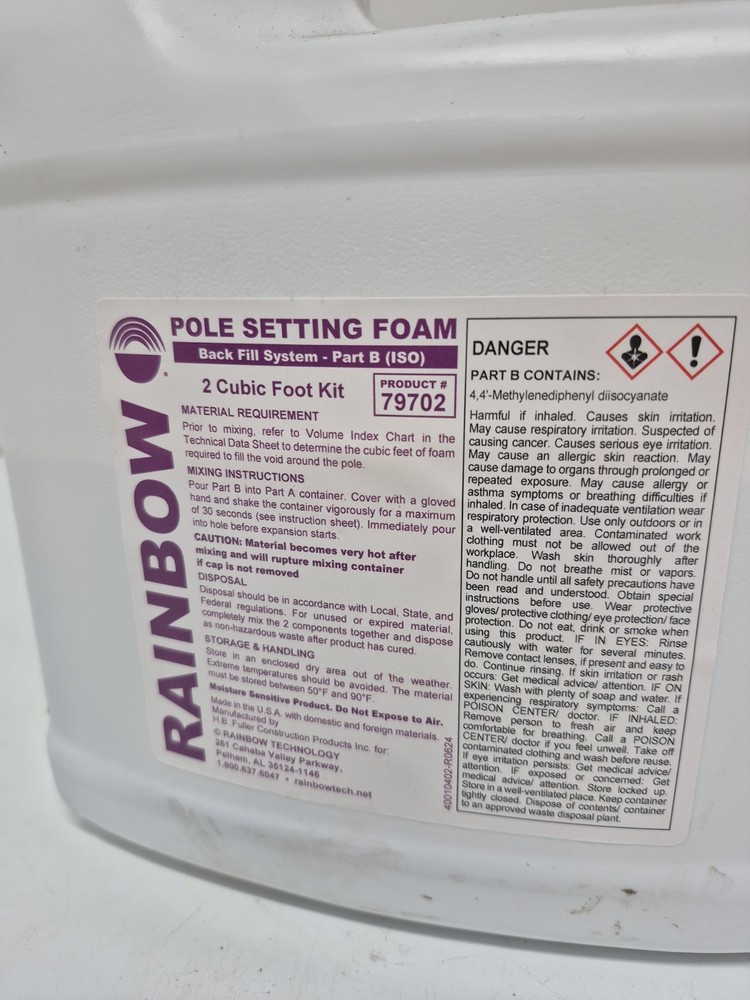 RAINBOW
POLE SETTING FOAM
Back Fill System - Part B (ISO)
2 Cubic Foot Kit
PRODUCT #
79702
MATERIAL REQUIREMENT
Prior to mixing, refer to Volume Index Chart in the
Technical Data Sheet to determine the cubic feet of foam
required to fill the void around the pole.
MIXING INSTRUCTIONS
Pour Part B into Part A container. Cover with a gloved
hand and shake the container vigorously for a maximum
of 30 seconds (see instruction sheet). Immediately pour
into hole before expansion starts.
CAUTION: Material becomes very hot after
mixing and will rupture mixing container
if cap is not removed
DISPOSAL
Disposal should be in accordance with Local, State, and
Federal regulations. For unused or expired material,
completely mix the 2 components together and dispose
as non-hazardous waste after product has cured.
STORAGE & HANDLING
Store in an enclosed dry area out of the weather.
Extreme temperatures should be avoided. The material
must be stored between 50°F and 90°F.
Moisture Sensitive Product. Do Not Expose to Air.
Made in the U.S.A. with domestic and foreign materials.
Manufactured by
H.B. Fuller Construction Products Inc. for:
© RAINBOW TECHNOLOGY
261 Cahaba Valley Parkway,
Pelham, AL 35124-1146
1.800.637.6047 • rainbowtech.net
40010402-R0624
DANGER
PART B CONTAINS:
4,4'-Methylenediphenyl diisocyanate
Harmful if inhaled. Causes skin irritation.
May cause respiratory irritation. Suspected of
causing cancer. Causes serious eye irritation.
May cause an allergic skin reaction. May
cause damage to organs through prolonged or
repeated exposure. May cause allergy or
asthma symptoms or breathing difficulties if
inhaled. In case of inadequate ventilation wear
respiratory protection. Use only outdoors or in
a well-ventilated area. Contaminated work
clothing must not be allowed out of the
workplace. Wash skin thoroughly after
handling. Do not breathe mist or vapors.
Do not handle until all safety precautions have
been read and understood. Obtain special
instructions before use. Wear protective
gloves/ protective clothing/ eye protection/ face
protection. Do not eat, drink or smoke when
using this product. IF IN EYES: Rinse
cautiously with water for several minutes.
Remove contact lenses, if present and easy to
do. Continue rinsing. If skin irritation or rash
occurs: Get medical advice/ attention. IF ON
SKIN: Wash with plenty of soap and water. If
experiencing respiratory symptoms: Call a
POISON CENTER/ doctor. IF INHALED:
Remove person to fresh air and keep
comfortable for breathing. Call a POISON
CENTER/ doctor if you feel unwell. Take off
contaminated clothing and wash before reuse.
If eye irritation persists: Get medical advice/
attention. IF exposed or concerned: Get
medical advice/ attention. Store locked up.
Store in a well-ventilated place. Keep container
tightly closed. Dispose of contents/ container
to an approved waste disposal plant.